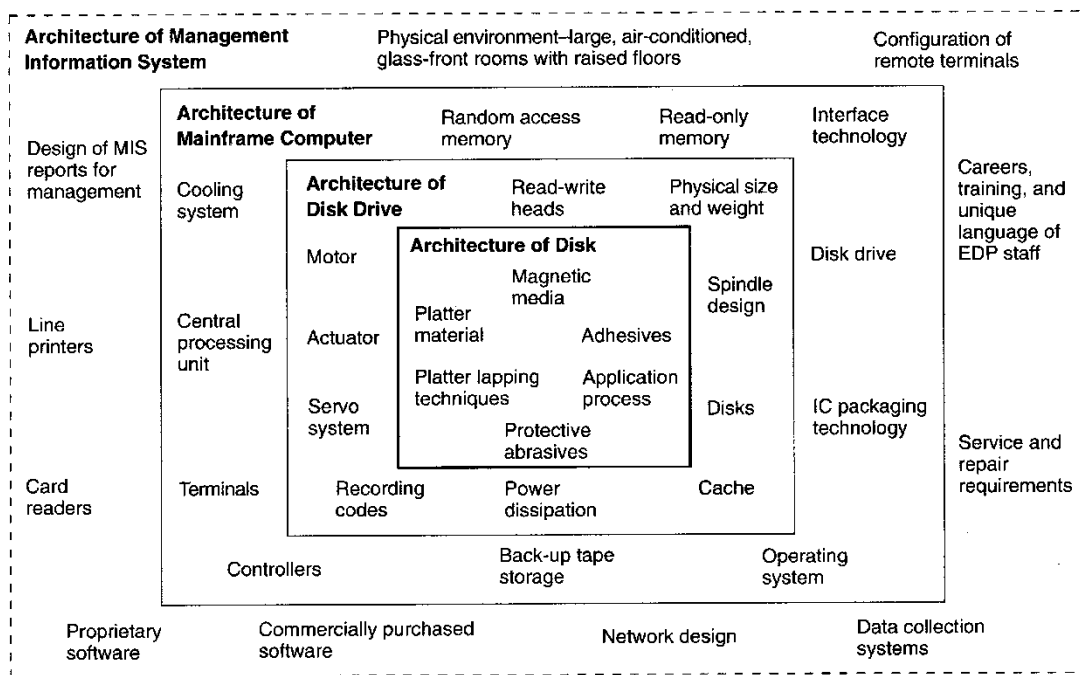 Architecture of Management
Information System
Physical environment–large, air-conditioned,
glass-front rooms with raised floors
Configuration of
remote terminals
Architecture of
Mainframe Computer
Random access
memory
Read-only
memory
Interface
technology
Design of MIS
reports for
management
Careers,
training, and
unique
language of
EDP staff
Cooling
system
Architecture of
Disk Drive
Read-write
heads
Physical size
and weight
Motor
Architecture of Disk
Disk drive
Magnetic
media
Spindle
design
Line
printers
Central
processing
unit
Actuator
Platter
material
Adhesives
Platter lapping
techniques
Application
process
Servo
system
Disks
IC packaging
technology
Protective
abrasives
Service and
repair
requirements
Card
readers
Terminals
Recording
codes
Power
dissipation
Cache
Controllers
Back-up tape
storage
Operating
system
Proprietary
software
Commercially purchased
software
Network design
Data collection
systems